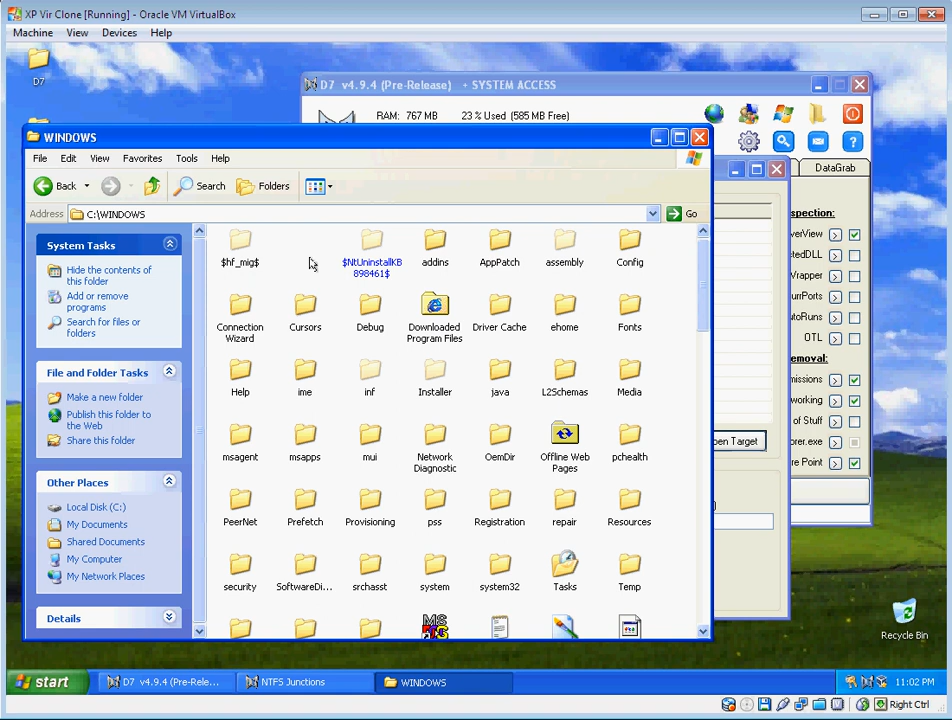 XP Vir Clone [Running] - Oracle VM VirtualBox
Machine View Devices Help
D7
D7 v4.9.4 (Pre-Release) + SYSTEM ACCESS
RAM: 767 MB 23 % Used (585 MB Free)
WINDOWS
File Edit View Favorites Tools Help
Back Search Folders
Address C:\WINDOWS Go
DataGrab
System Tasks
Hide the contents of
this folder
Add or remove
programs
Search for files or
folders
File and Folder Tasks
Make a new folder
Publish this folder to
the Web
Share this folder
Other Places
Local Disk (C:)
My Documents
Shared Documents
My Computer
My Network Places
Details
$hf_mig$
$NtUninstallKB
898461$
addins
AppPatch
assembly
Config
Connection
Wizard
Cursors
Debug
Downloaded
Program Files
Driver Cache
ehome
Fonts
Help
ime
inf
Installer
java
L2Schemas
Media
msagent
msapps
mui
Network
Diagnostic
OemDir
Offline Web
Pages
pchealth
PeerNet
Prefetch
Provisioning
pss
Registration
repair
Resources
security
SoftwareDi...
srchasst
system
system32
Tasks
Temp
spection:
erView
tedDLL
Wrapper
urrPorts
utoRuns
OTL
emoval:
missions
working
of Stuff
orer.exe
re Point
pen Target
Recycle Bin
start
D7 v4.9.4 (Pre-Rele...
NTFS Junctions
WINDOWS
11:02 PM
Right Ctrl